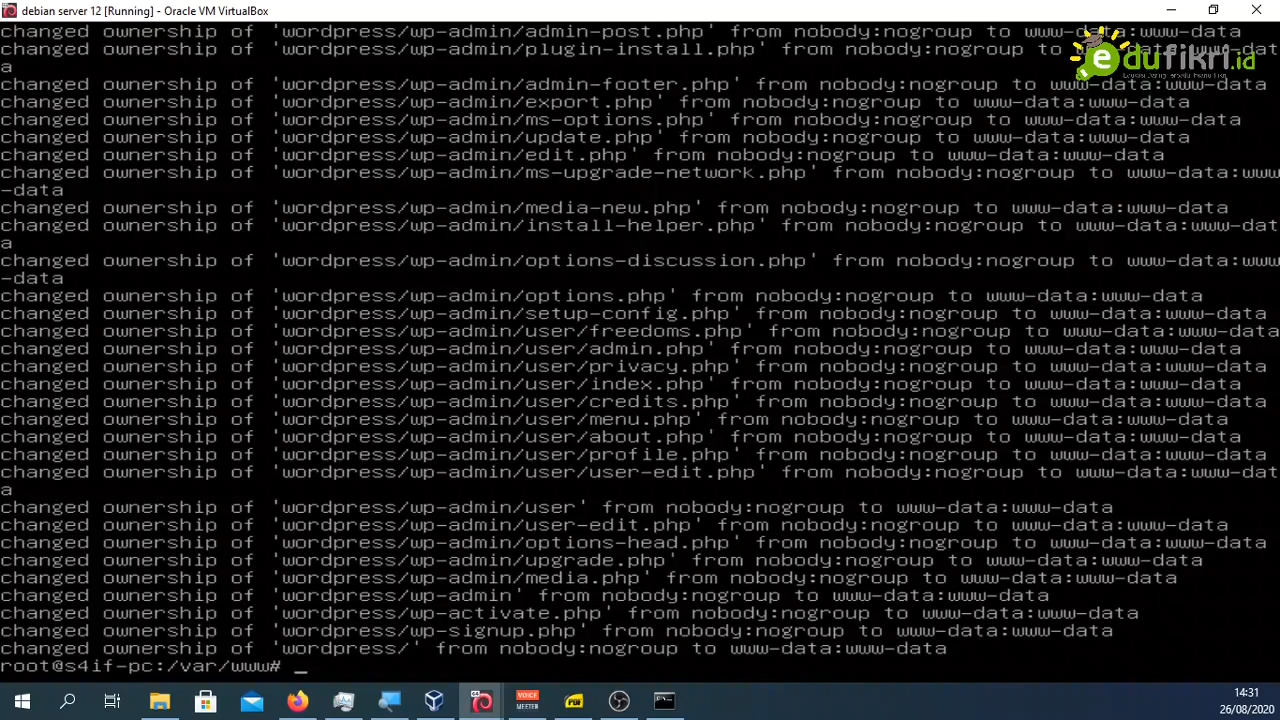 debian server 12 [Running] - Oracle VM VirtualBox
changed ownership of 'wordpress/wp-admin/admin-post.php' from nobody:nogroup to www-data:www-data
changed ownership of 'wordpress/wp-admin/plugin-install.php' from nobody:nogroup to www-data:www-dat
a
changed ownership of 'wordpress/wp-admin/admin-footer.php' from nobody:nogroup to www-data:www-data
changed ownership of 'wordpress/wp-admin/export.php' from nobody:nogroup to www-data:www-data
changed ownership of 'wordpress/wp-admin/ms-options.php' from nobody:nogroup to www-data:www-data
changed ownership of 'wordpress/wp-admin/update.php' from nobody:nogroup to www-data:www-data
changed ownership of 'wordpress/wp-admin/edit.php' from nobody:nogroup to www-data:www-data
changed ownership of 'wordpress/wp-admin/ms-upgrade-network.php' from nobody:nogroup to www-data:www
-data
changed ownership of 'wordpress/wp-admin/media-new.php' from nobody:nogroup to www-data:www-data
changed ownership of 'wordpress/wp-admin/install-helper.php' from nobody:nogroup to www-data:www-dat
a
changed ownership of 'wordpress/wp-admin/options-discussion.php' from nobody:nogroup to www-data:www
-data
changed ownership of 'wordpress/wp-admin/options.php' from nobody:nogroup to www-data:www-data
changed ownership of 'wordpress/wp-admin/setup-config.php' from nobody:nogroup to www-data:www-data
changed ownership of 'wordpress/wp-admin/user/freedoms.php' from nobody:nogroup to www-data:www-data
changed ownership of 'wordpress/wp-admin/user/admin.php' from nobody:nogroup to www-data:www-data
changed ownership of 'wordpress/wp-admin/user/privacy.php' from nobody:nogroup to www-data:www-data
changed ownership of 'wordpress/wp-admin/user/index.php' from nobody:nogroup to www-data:www-data
changed ownership of 'wordpress/wp-admin/user/credits.php' from nobody:nogroup to www-data:www-data
changed ownership of 'wordpress/wp-admin/user/menu.php' from nobody:nogroup to www-data:www-data
changed ownership of 'wordpress/wp-admin/user/about.php' from nobody:nogroup to www-data:www-data
changed ownership of 'wordpress/wp-admin/user/profile.php' from nobody:nogroup to www-data:www-data
changed ownership of 'wordpress/wp-admin/user/user-edit.php' from nobody:nogroup to www-data:www-dat
a
changed ownership of 'wordpress/wp-admin/user' from nobody:nogroup to www-data:www-data
changed ownership of 'wordpress/wp-admin/user-edit.php' from nobody:nogroup to www-data:www-data
changed ownership of 'wordpress/wp-admin/options-head.php' from nobody:nogroup to www-data:www-data
changed ownership of 'wordpress/wp-admin/upgrade.php' from nobody:nogroup to www-data:www-data
changed ownership of 'wordpress/wp-admin/media.php' from nobody:nogroup to www-data:www-data
changed ownership of 'wordpress/wp-admin' from nobody:nogroup to www-data:www-data
changed ownership of 'wordpress/wp-activate.php' from nobody:nogroup to www-data:www-data
changed ownership of 'wordpress/wp-signup.php' from nobody:nogroup to www-data:www-data
changed ownership of 'wordpress/' from nobody:nogroup to www-data:www-data
root@s4if-pc:/var/www# _
edufikri.id
VOICE
MEETER
14:31
26/08/2020